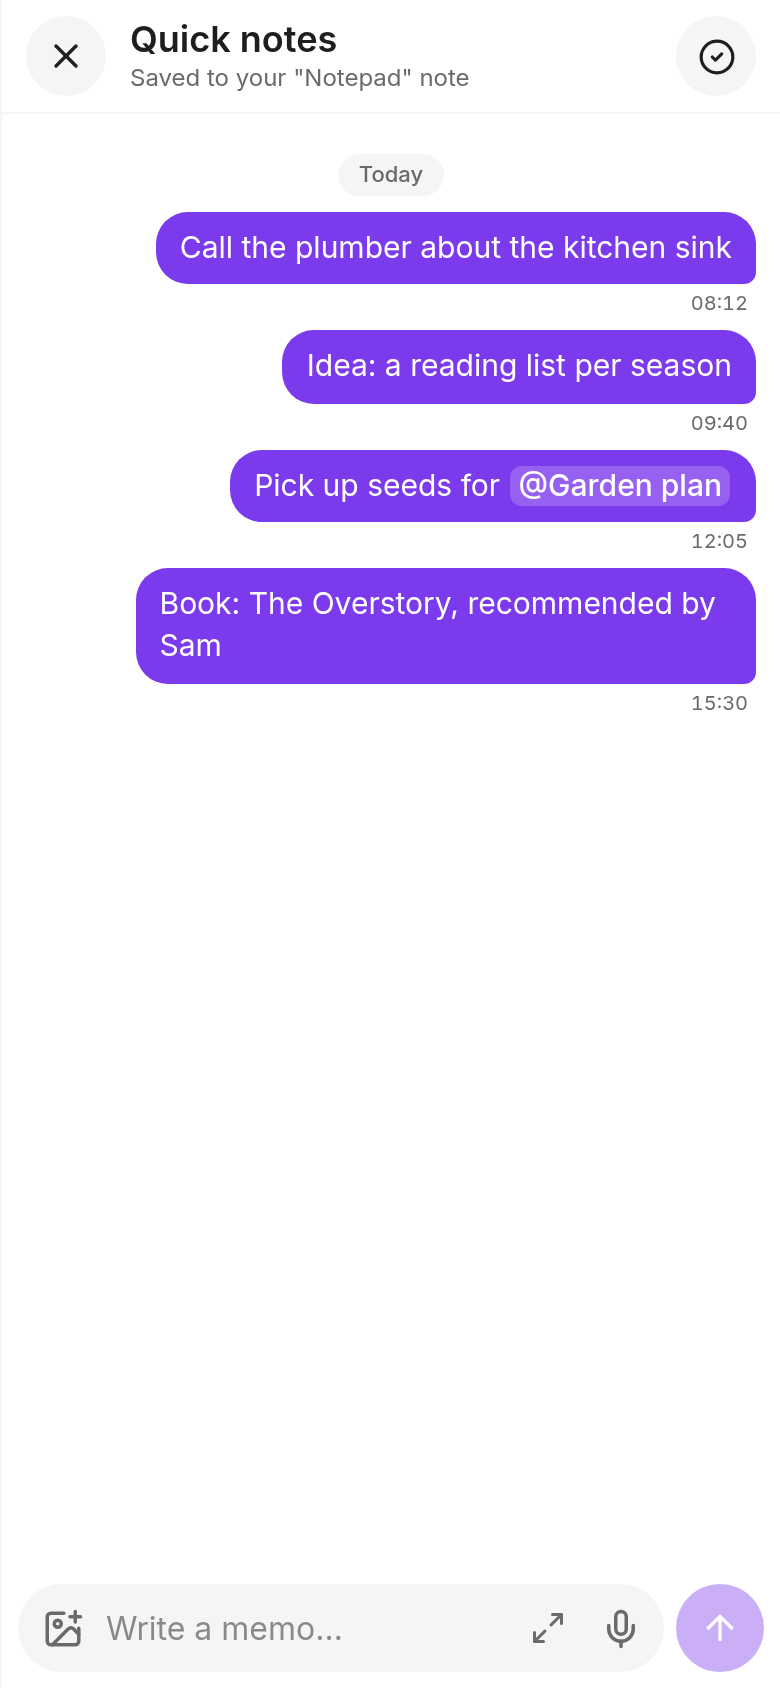 Quick notes
Saved to your "Notepad" note
Today
Call the plumber about the kitchen sink
08:12
Idea: a reading list per season
09:40
Pick up seeds for @Garden plan
12:05
Book: The Overstory, recommended by
Sam
15:30
Write a memo...